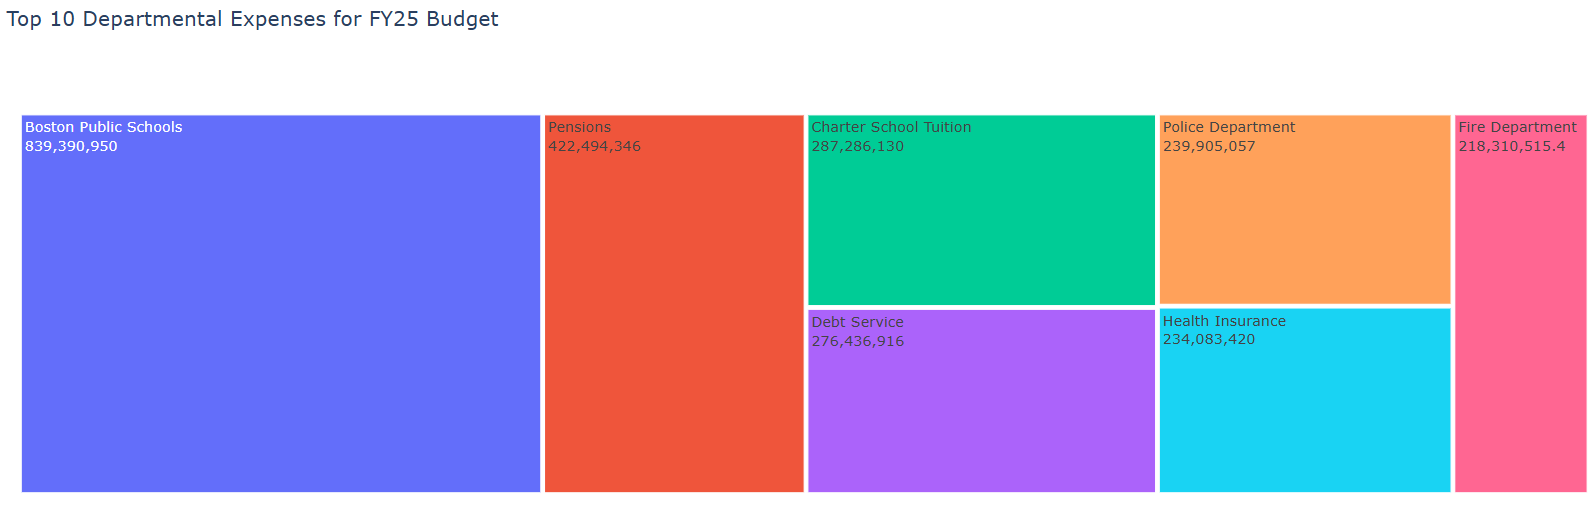 Top 10 Departmental Expenses for FY25 Budget
Boston Public Schools
839,390,950
Pensions
422,494,346
Charter School Tuition
287,286,130
Debt Service
276,436,916
Police Department
239,905,057
Health Insurance
234,083,420
Fire Department
218,310,515.4